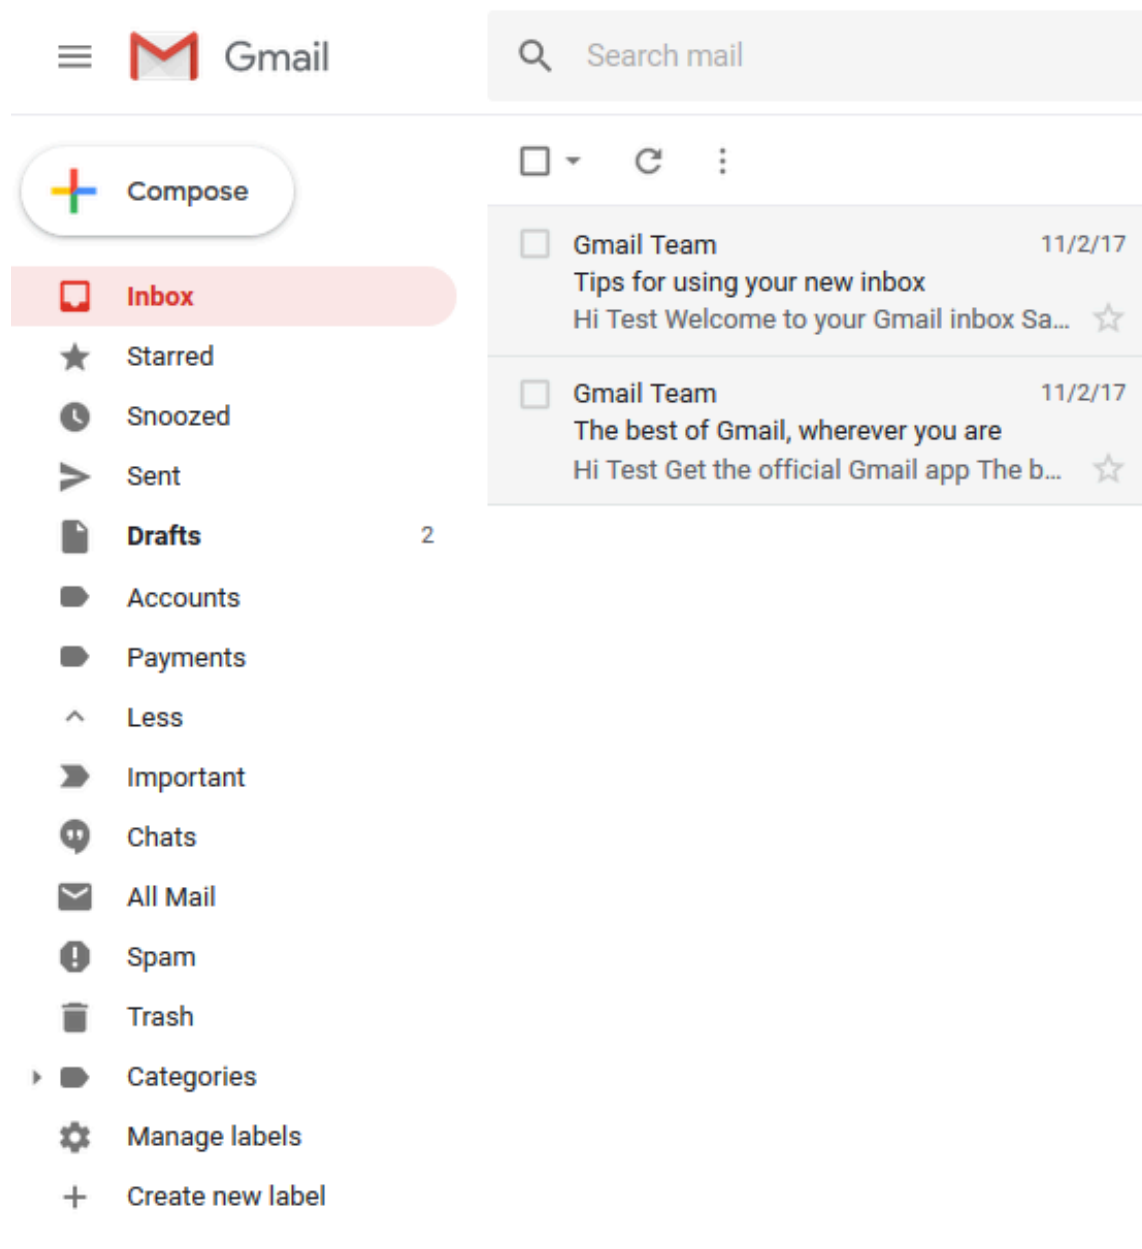 Gmail
Search mail
Compose
Inbox
Starred
Snoozed
Sent
Drafts 2
Accounts
Payments
Less
Important
Chats
All Mail
Spam
Trash
Categories
Manage labels
Create new label
Gmail Team 11/2/17
Tips for using your new inbox
Hi Test Welcome to your Gmail inbox Sa...
Gmail Team 11/2/17
The best of Gmail, wherever you are
Hi Test Get the official Gmail app The b...